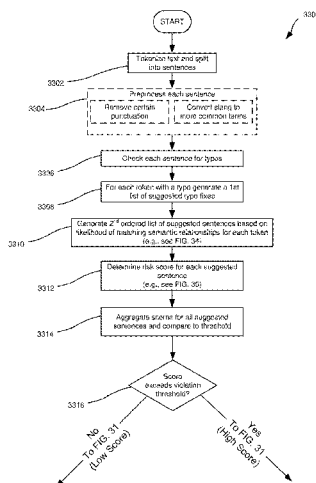 START
330
3302
Tokenize text and split
into sentences
Preprocess each sentence
3304
Remove certain
punctuation
Convert slang to
more common terms
Check each sentence for typos
For each token with a typo generate a 1st
list of suggested typo fixes
Generate 2nd ordered list of suggested sentences based on
likelihood of matching semantic relationships for each token
(e.g., see FIG. 34)
3310
Determine risk score for each suggested
sentence
(e.g., see FIG. 35)
3312
Aggregate scores for all suggested
sentences and compare to threshold
3314
Score
exceeds violation
threshold?
3316
No
To FIG. 31
(Low Score)
Yes
To FIG. 31
(High Score)